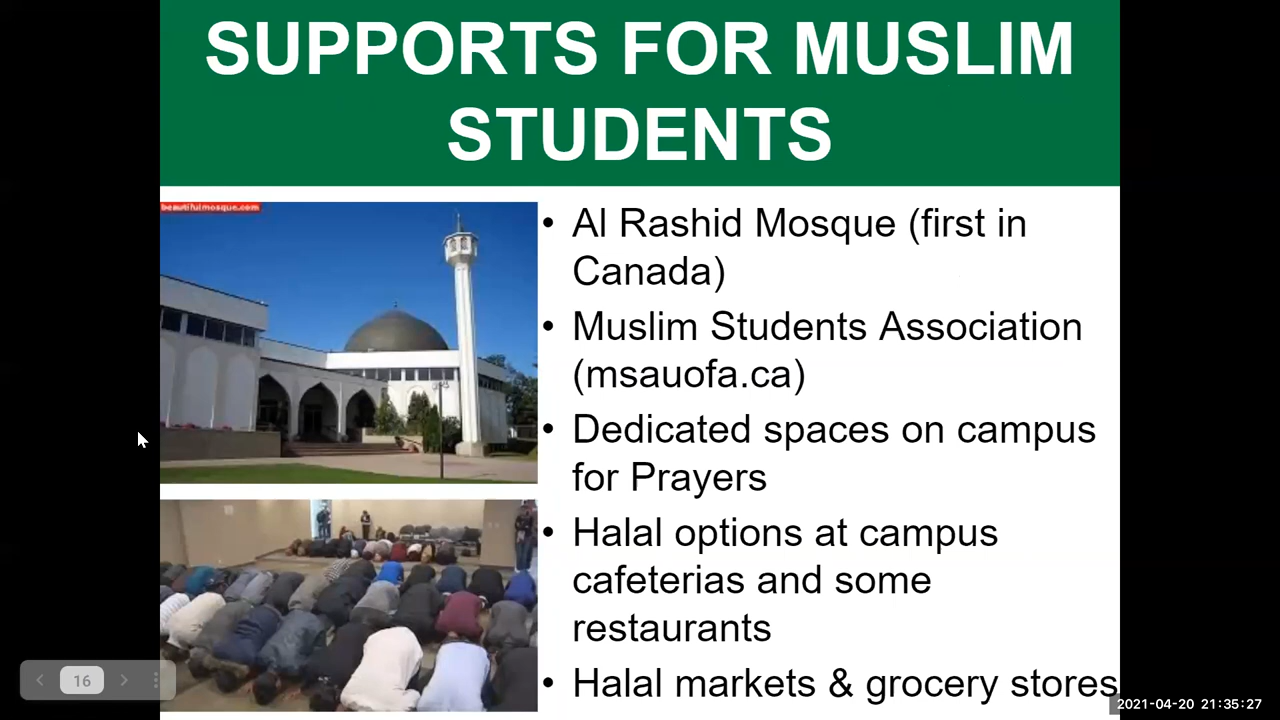 SUPPORTS FOR MUSLIM
STUDENTS
beautifulmosque.com
• Al Rashid Mosque (first in
Canada)
• Muslim Students Association
(msauofa.ca)
• Dedicated spaces on campus
for Prayers
• Halal options at campus
cafeterias and some
restaurants
• Halal markets & grocery stores
16
2021-04-20 21:35:27